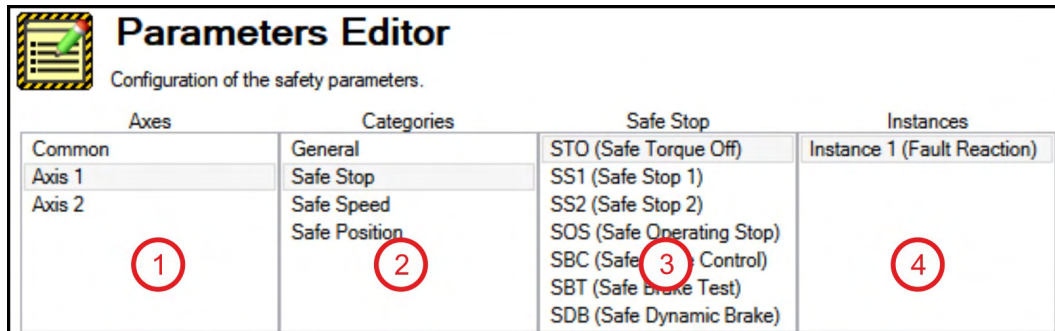 Parameters Editor
Configuration of the safety parameters.
Axes Categories Safe Stop Instances
Common General STO (Safe Torque Off) Instance 1 (Fault Reaction)
Axis 1 Safe Stop SS1 (Safe Stop 1)
Axis 2 Safe Speed SS2 (Safe Stop 2)
Safe Position SOS (Safe Operating Stop)
SBC (Safe Control)
SBT (Safe Brake Test)
SDB (Safe Dynamic Brake)
1 2 3 4